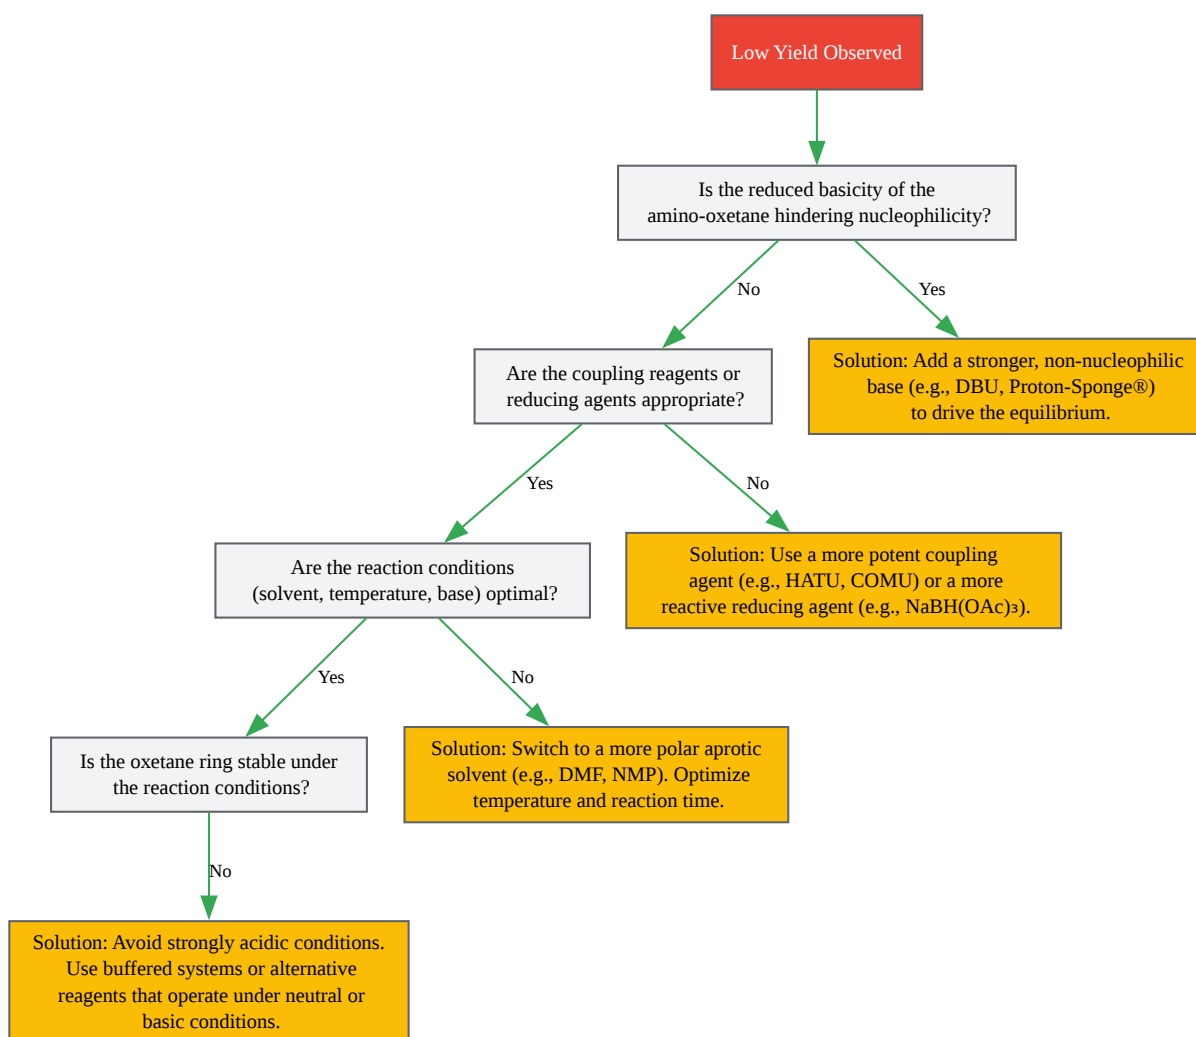 Low Yield Observed
Is the reduced basicity of the
amino-oxetane hindering nucleophilicity?
No
Yes
Are the coupling reagents or
reducing agents appropriate?
Solution: Add a stronger, non-nucleophilic
base (e.g., DBU, Proton-Sponge®)
to drive the equilibrium.
Yes
No
Are the reaction conditions
(solvent, temperature, base) optimal?
Solution: Use a more potent coupling
agent (e.g., HATU, COMU) or a more
reactive reducing agent (e.g., NaBH(OAc)₃).
Yes
No
Is the oxetane ring stable under
the reaction conditions?
Solution: Switch to a more polar aprotic
solvent (e.g., DMF, NMP). Optimize
temperature and reaction time.
No
Solution: Avoid strongly acidic conditions.
Use buffered systems or alternative
reagents that operate under neutral or
basic conditions.